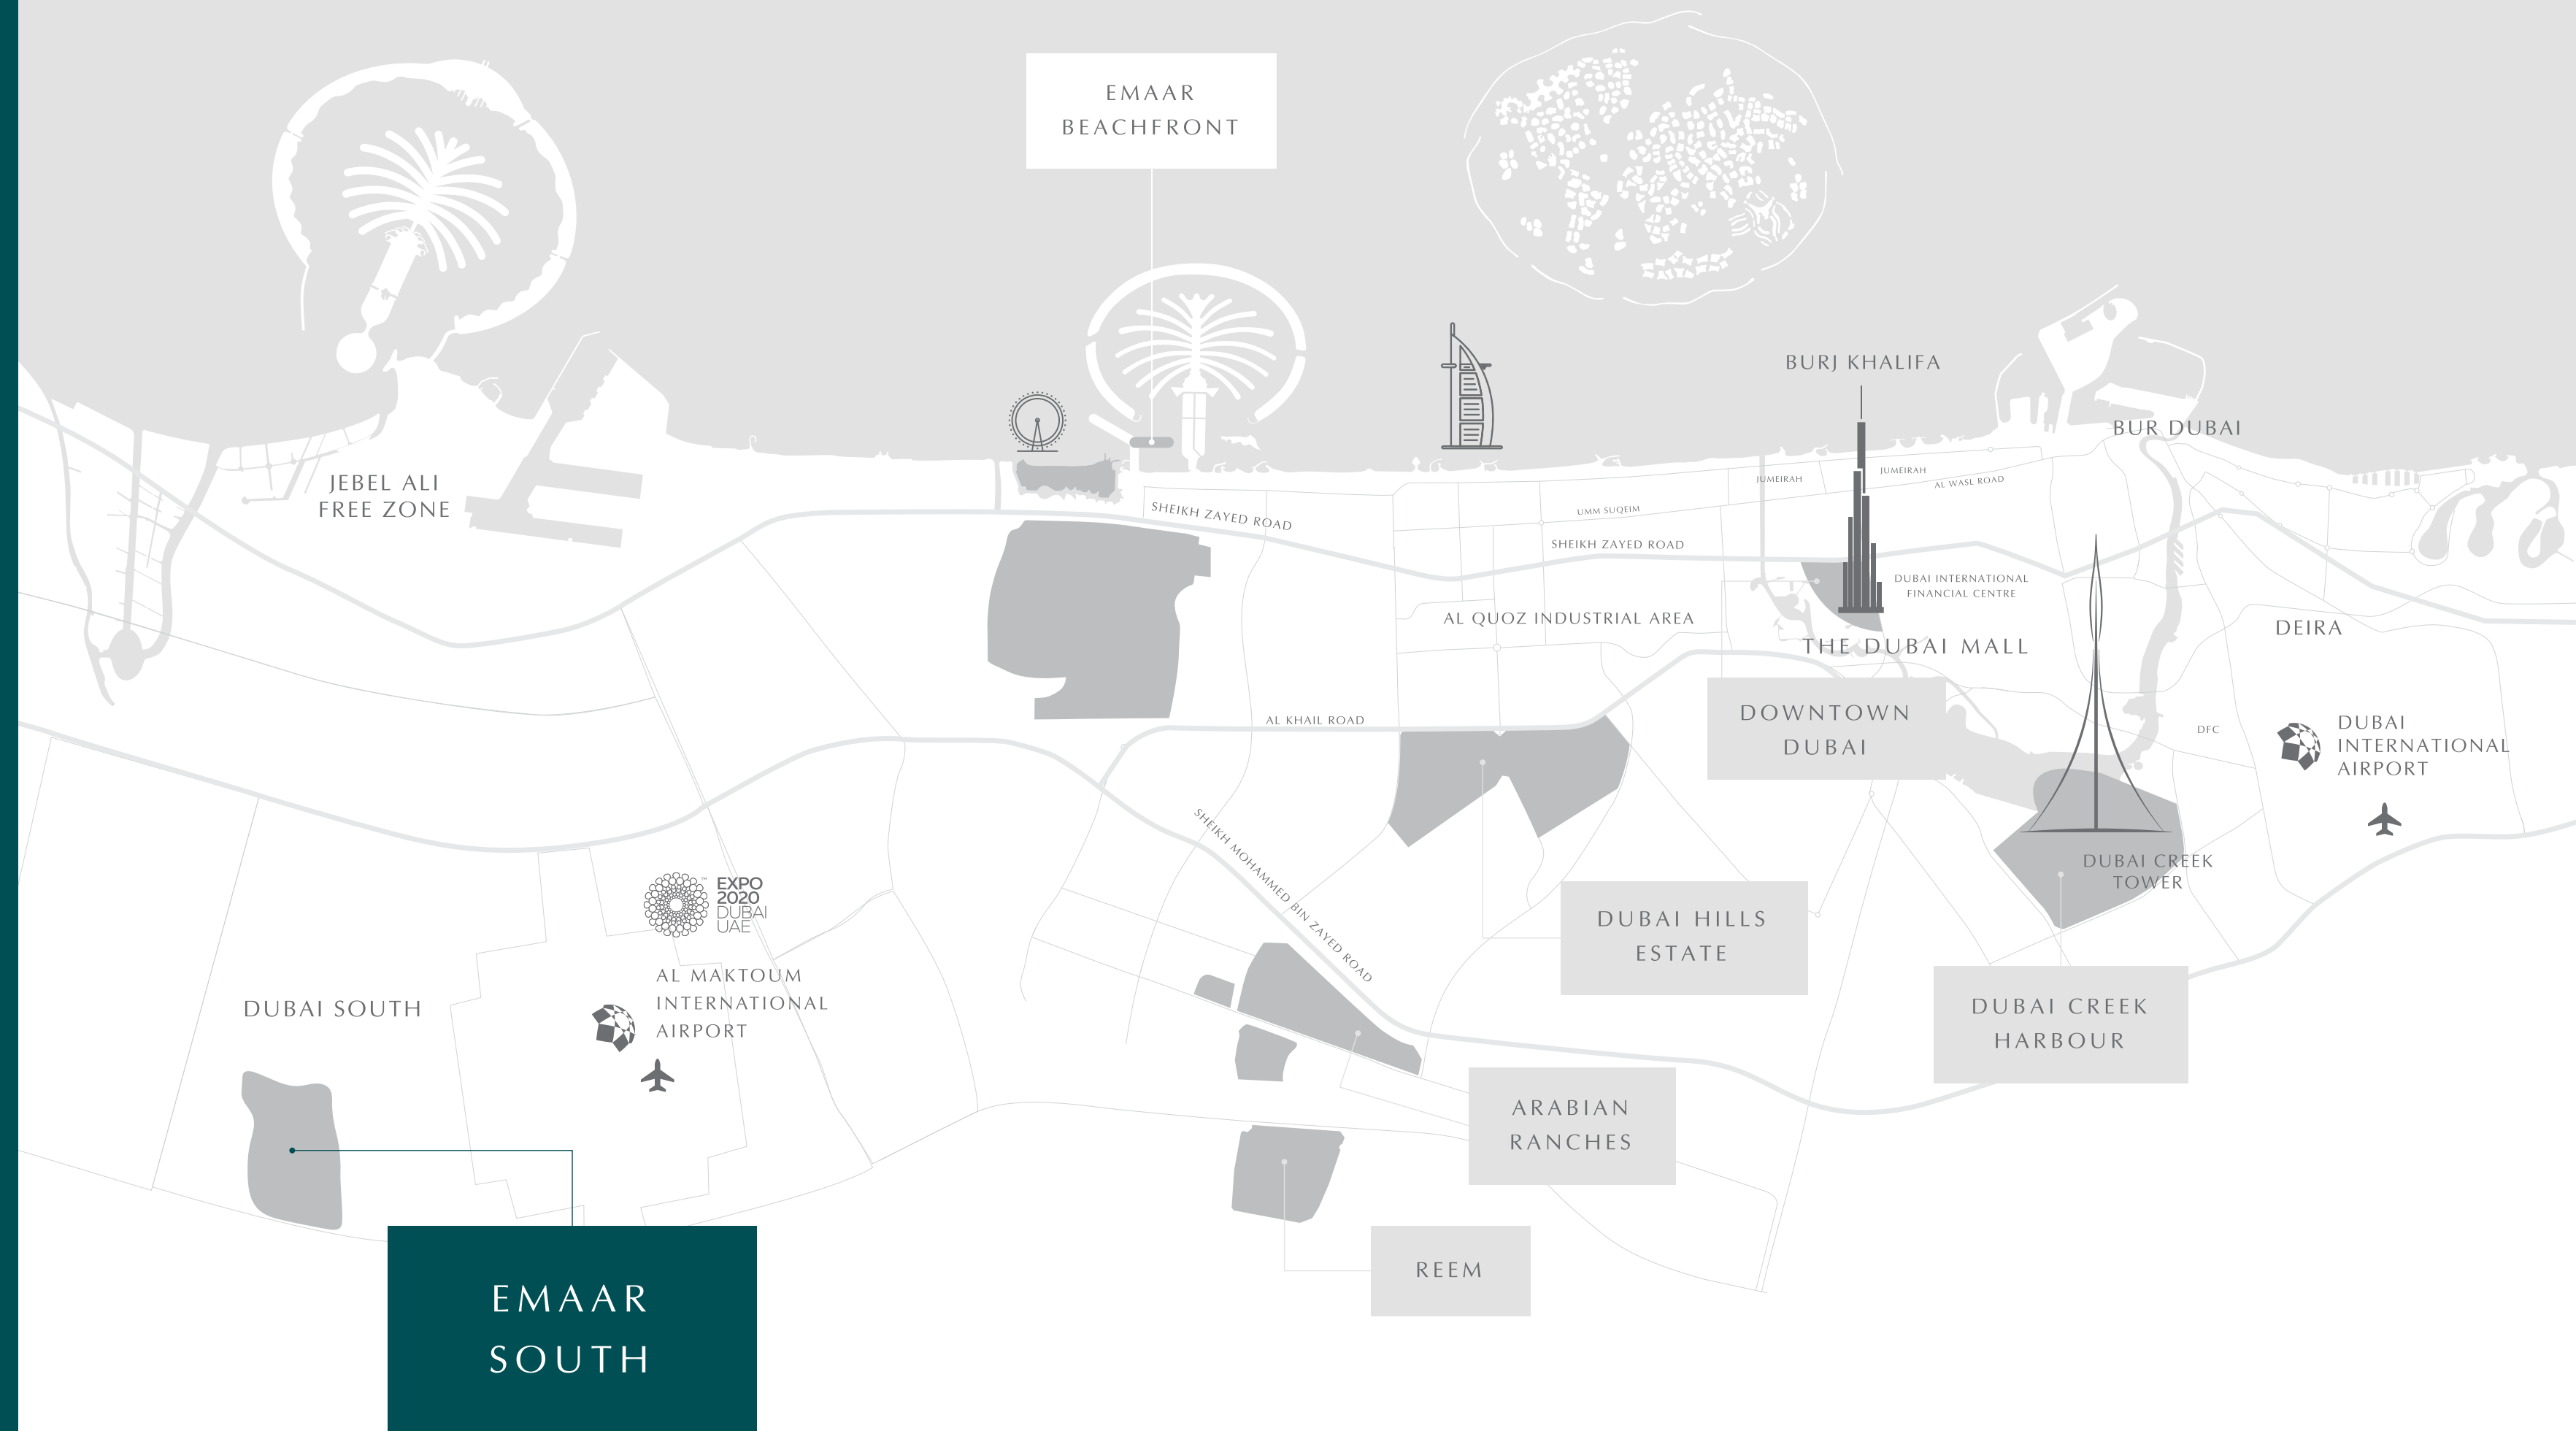 EMAAR
BEACHFRONT
BURJ KHALIFA
BUR DUBAI
JEBEL ALI
FREE ZONE
SHEIKH ZAYED ROAD
UMM SUQEIM
JUMEIRAH
JUMEIRAH
AL WASL ROAD
SHEIKH ZAYED ROAD
DUBAI INTERNATIONAL
FINANCIAL CENTRE
AL QUOZ INDUSTRIAL AREA
THE DUBAI MALL
DEIRA
AL KHAIL ROAD
DOWNTOWN
DUBAI
DFC
DUBAI
INTERNATIONAL
AIRPORT
SHEIKH MOHAMMED BIN ZAYED ROAD
DUBAI CREEK
TOWER
EXPO
2020
DUBAI
UAE
™
DUBAI HILLS
ESTATE
AL MAKTOUM
INTERNATIONAL
AIRPORT
DUBAI SOUTH
DUBAI CREEK
HARBOUR
ARABIAN
RANCHES
REEM
EMAAR
SOUTH